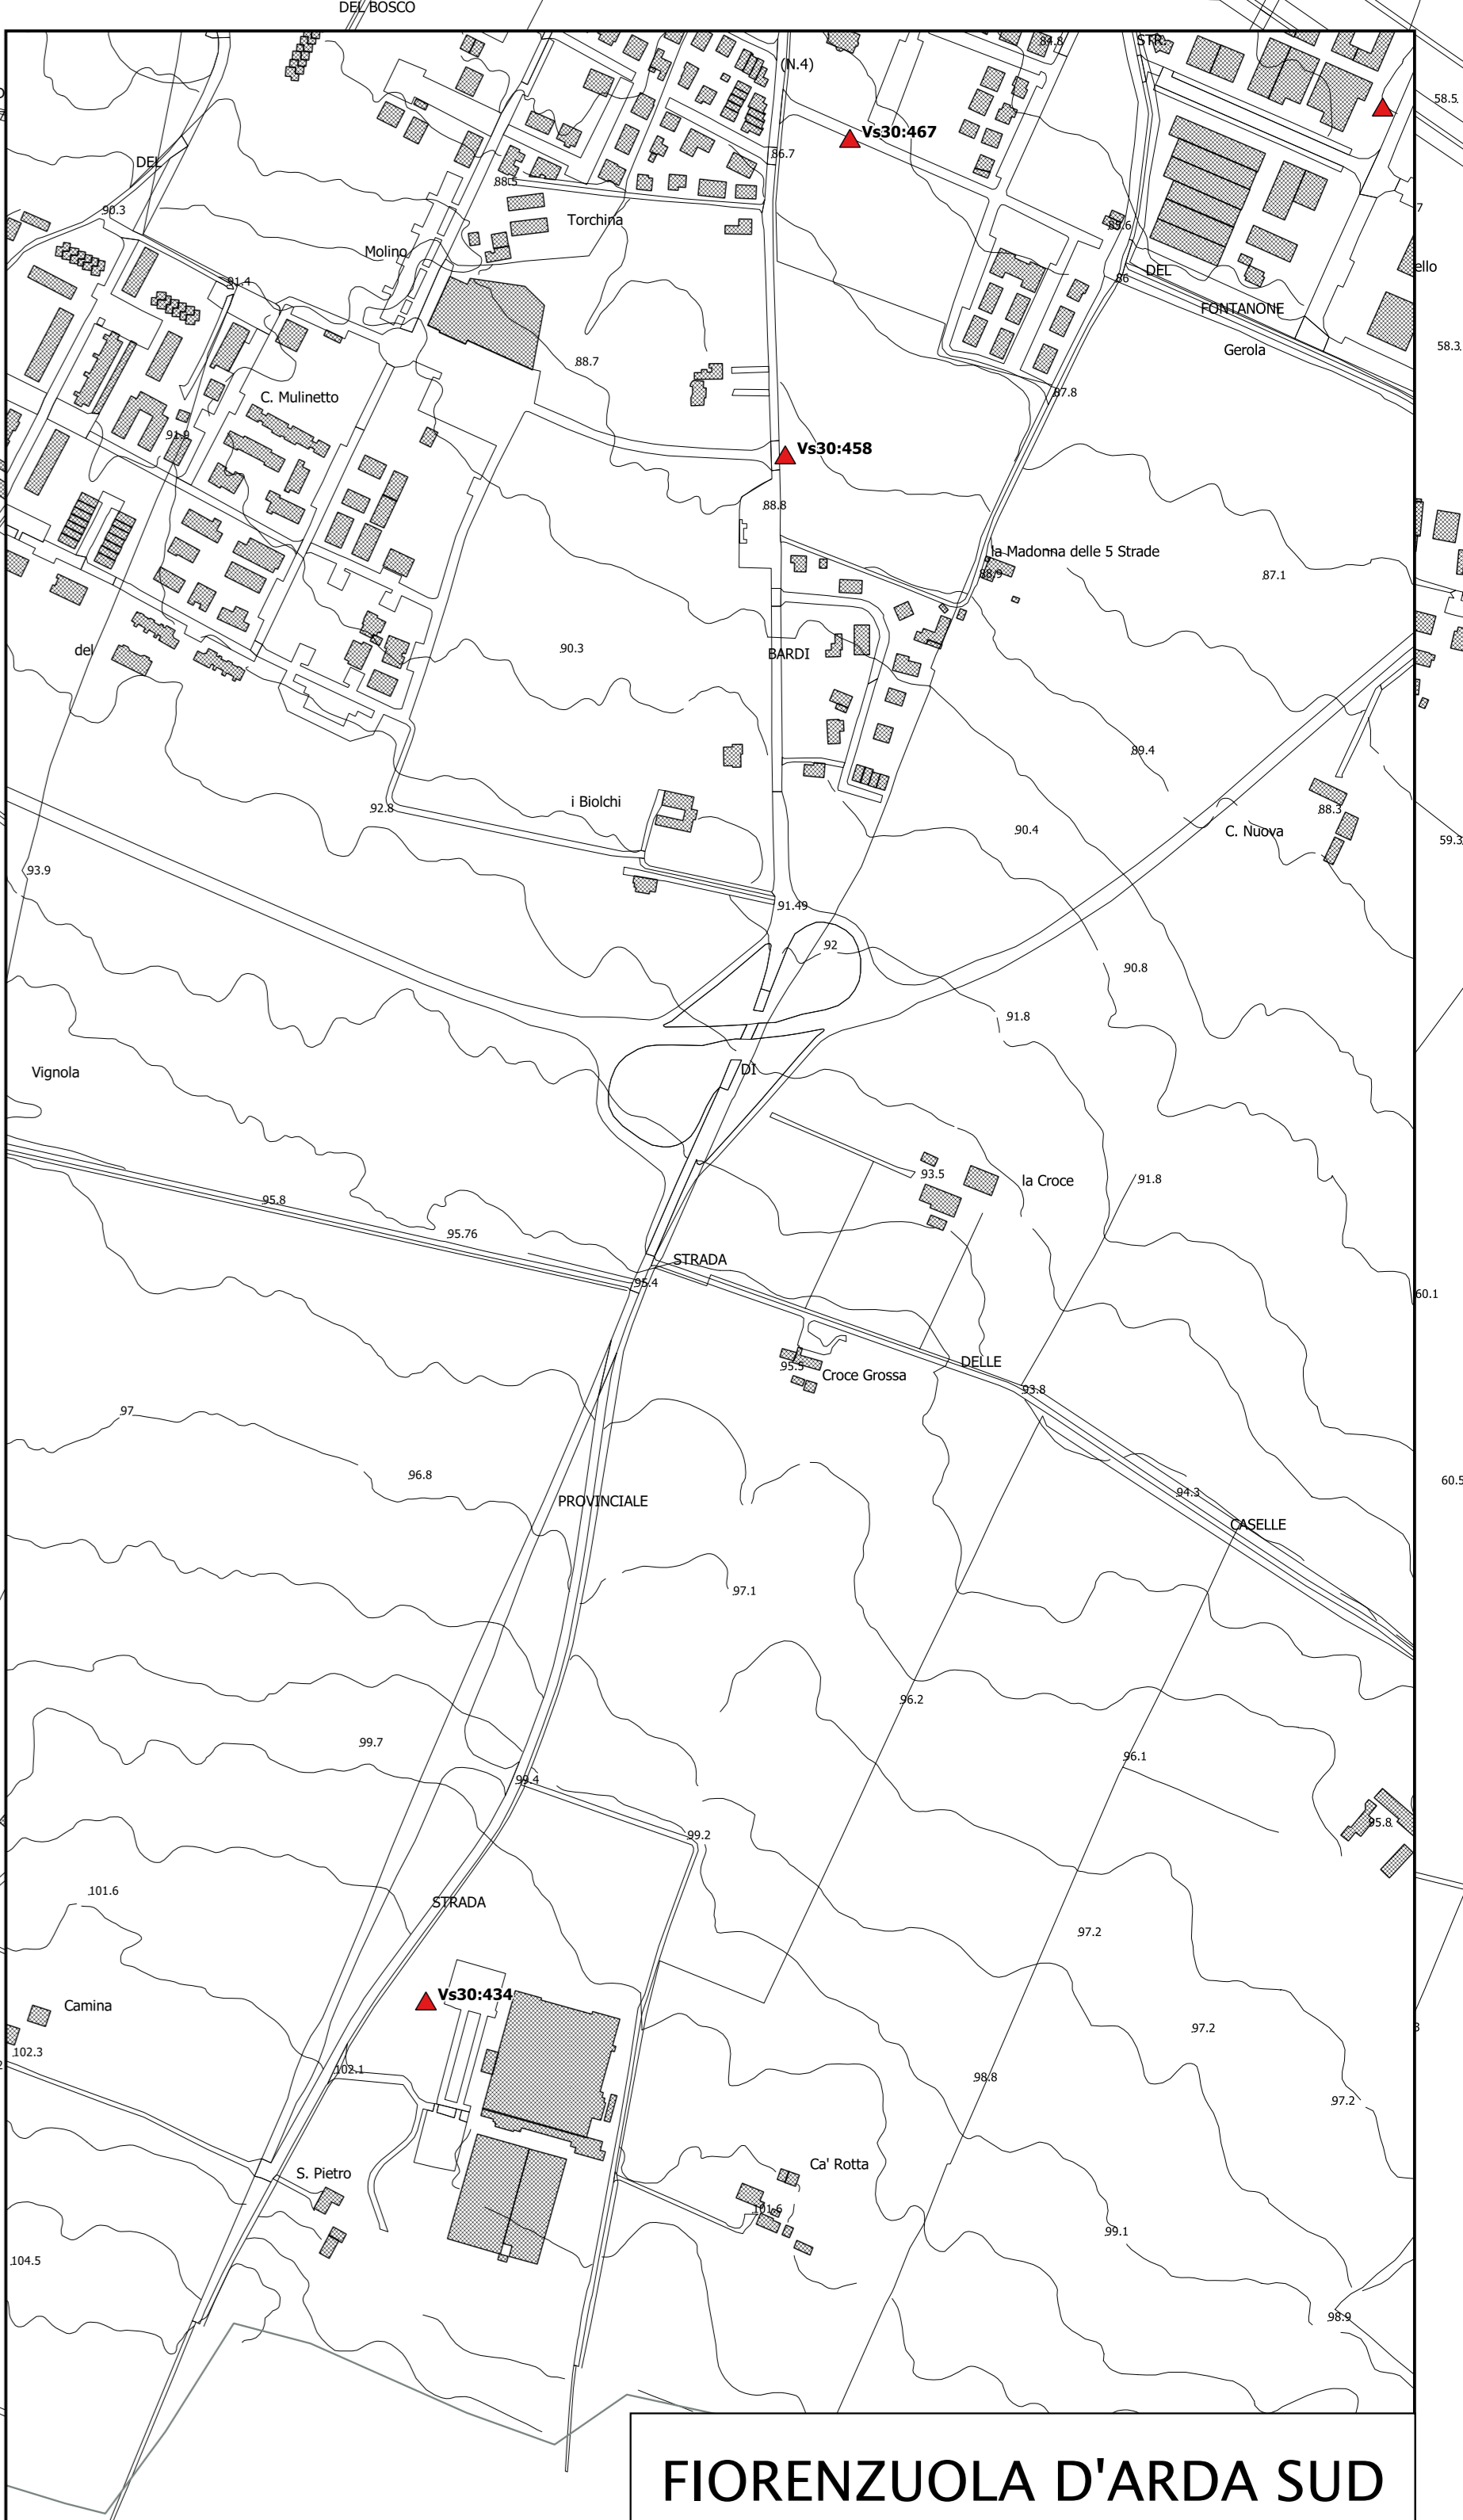 DEL BOSCO
STR.
84.8
(N.4)
58.5
Vs30:467
86.7
DEL
88.5
90.3
Torchina
7
85.6
Molino
ello
DEL
86
91.4
FONTANONE
58.3
Gerola
88.7
87.8
C. Mulinetto
91.9
Vs30:458
88.8
la Madonna delle 5 Strade
88.9
87.1
del
90.3
BARDI
89.4
i Biolchi
92.8
88.3
90.4
C. Nuova
59.3
93.9
91.49
92
90.8
91.8
DI
Vignola
93.5
la Croce
91.8
95.8
95.76
STRADA
95.4
60.1
DELLE
95.5
Croce Grossa
93.8
97
96.8
60.5
94.3
PROVINCIALE
CASELLE
97.1
96.2
99.7
96.1
99.4
95.8
99.2
101.6
STRADA
97.2
Vs30:434
Camina
97.2
102.3
102.1
98.8
97.2
Ca' Rotta
S. Pietro
101.6
99.1
104.5
98.9
FIORENZUOLA D'ARDA SUD